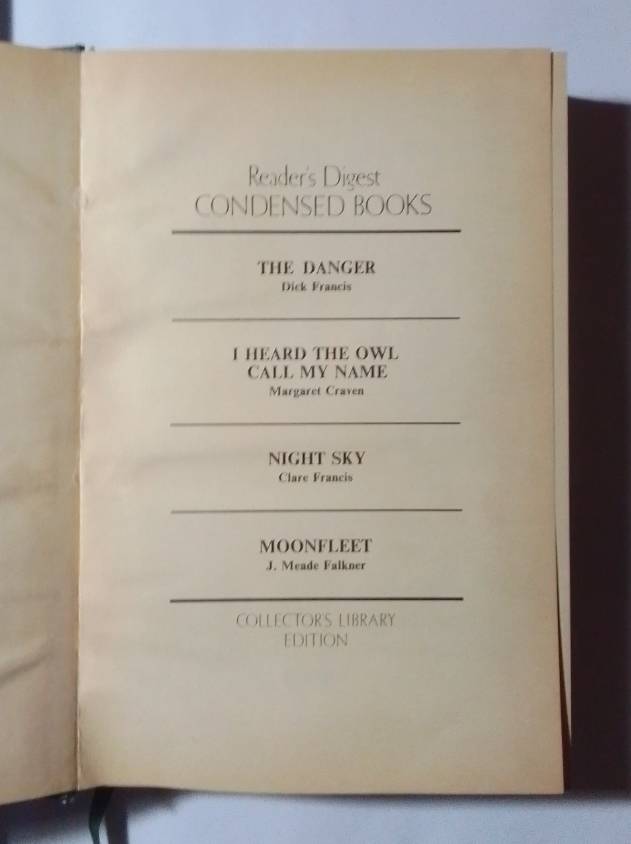 Reader's Digest
CONDENSED BOOKS
THE DANGER
Dick Francis
I HEARD THE OWL
CALL MY NAME
Margaret Craven
NIGHT SKY
Clare Francis
MOONFLEET
J. Meade Falkner
COLLECTOR'S LIBRARY
EDITION